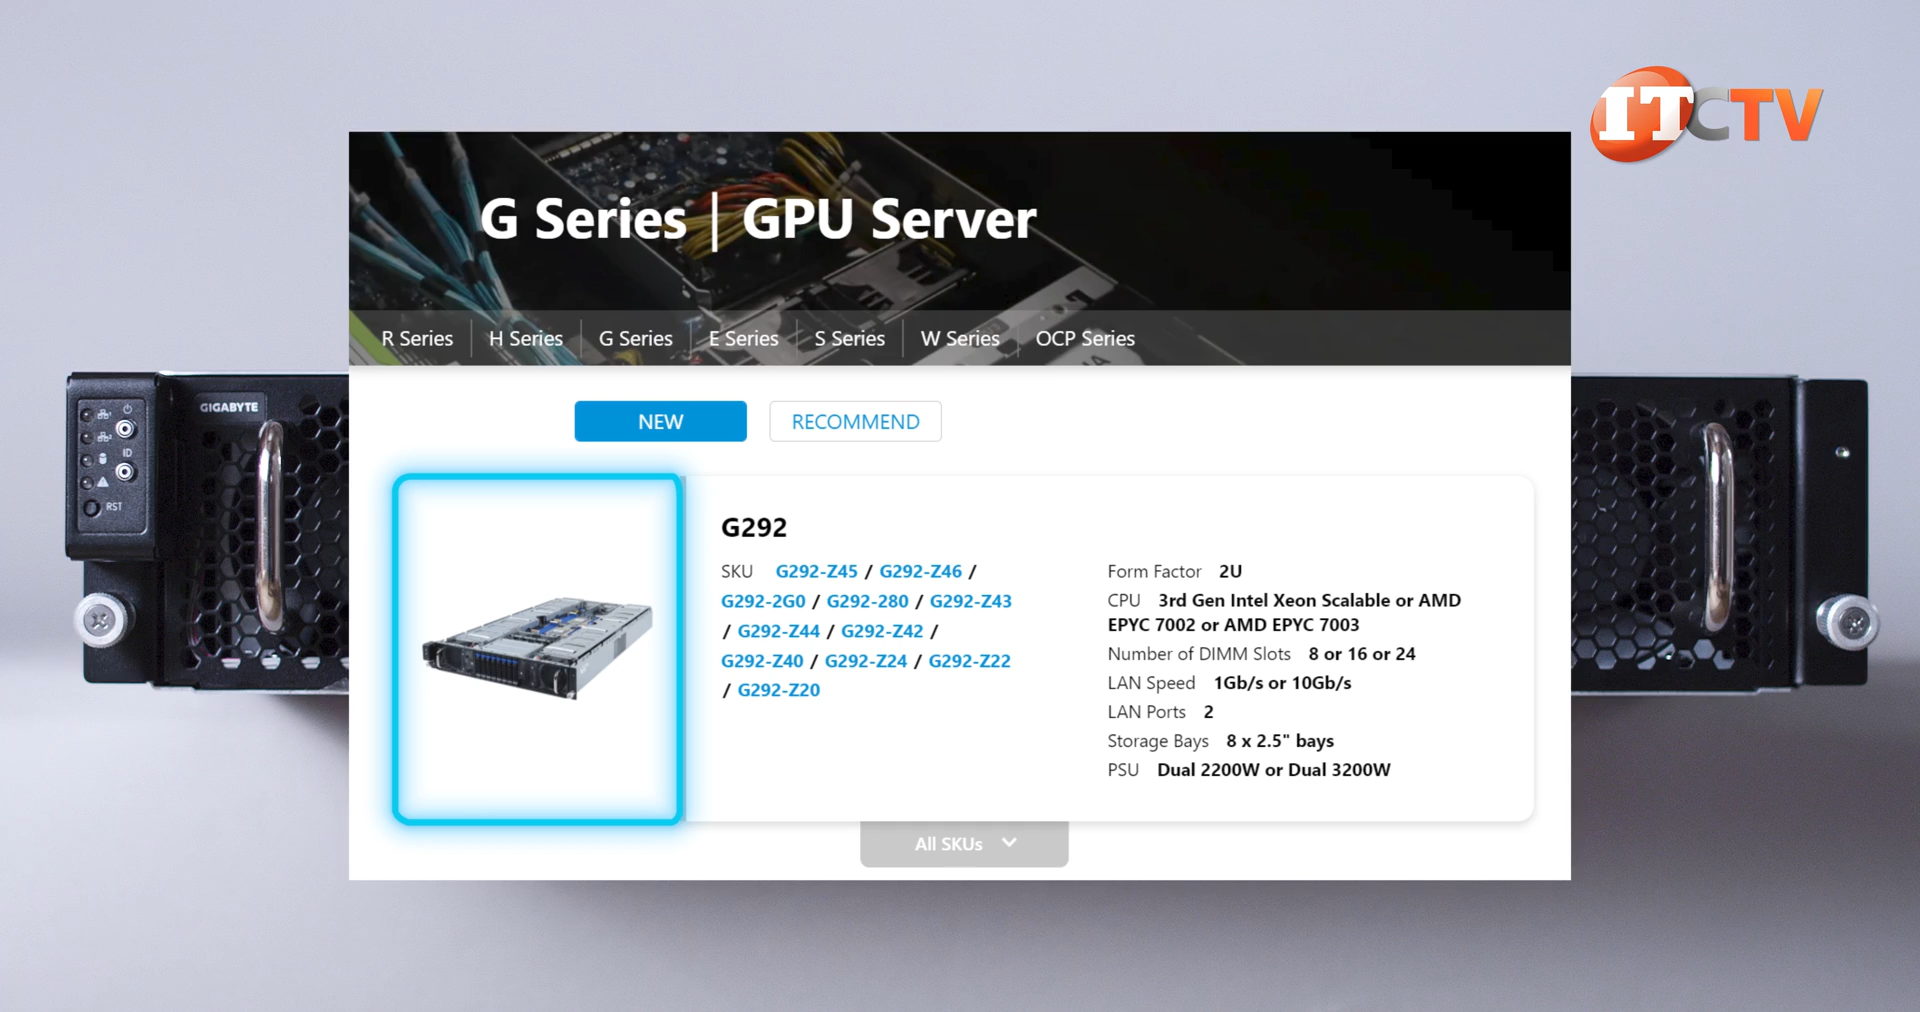 ITCTV
G Series | GPU Server
R Series
H Series
G Series
E Series
S Series
W Series
OCP Series
GIGABYTE
ID
RST
NEW
RECOMMEND
G292
SKU G292-Z45 / G292-Z46 /
G292-2G0 / G292-280 / G292-Z43
/ G292-Z44 / G292-Z42 /
G292-Z40 / G292-Z24 / G292-Z22
/ G292-Z20
Form Factor 2U
CPU 3rd Gen Intel Xeon Scalable or AMD
EPYC 7002 or AMD EPYC 7003
Number of DIMM Slots 8 or 16 or 24
LAN Speed 1Gb/s or 10Gb/s
LAN Ports 2
Storage Bays 8 x 2.5" bays
PSU Dual 2200W or Dual 3200W
All SKUs